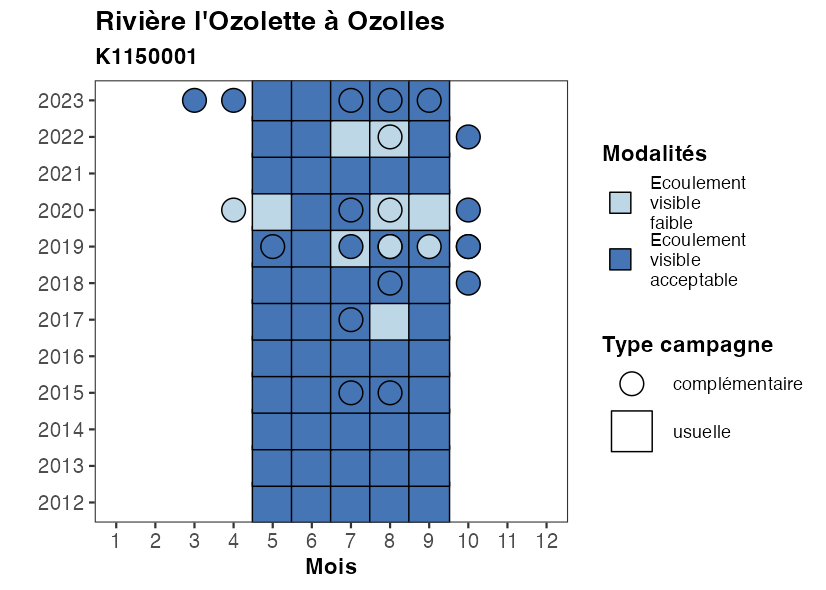 Rivière l'Ozolette à Ozolles
K1150001
2023
2022
2021
2020
2019
2018
2017
2016
2015
2014
2013
2012
1 2 3 4 5 6 7 8 9 10 11 12
Mois
Modalités
Ecoulement
visible
faible
Ecoulement
visible
acceptable
Type campagne
complémentaire
usuelle